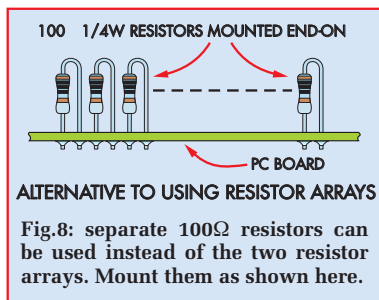 100   1/4W RESISTORS MOUNTED END-ON
PC BOARD
ALTERNATIVE TO USING RESISTOR ARRAYS
Fig.8: separate 100Ω resistors can
be used instead of the two resistor
arrays. Mount them as shown here.